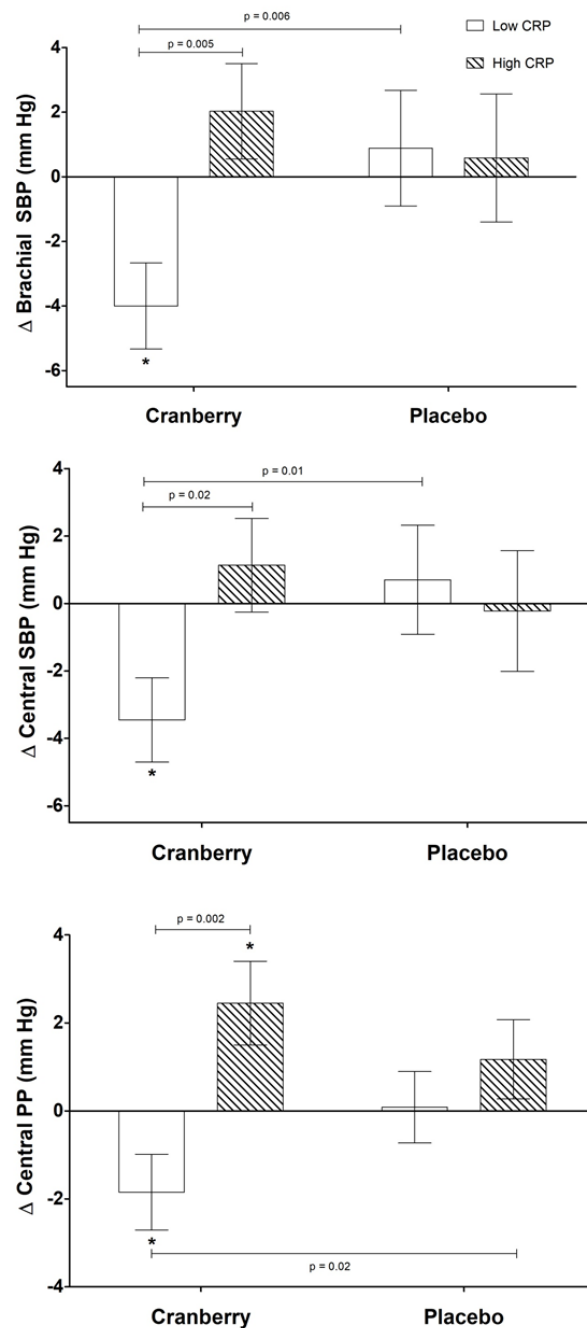 p = 0.006
Low CRP
p = 0.005
High CRP
4
2
0
-2
-4
-6
Δ Brachial SBP (mm Hg)
*
Cranberry
Placebo
p = 0.01
p = 0.02
4
2
0
-2
-4
-6
Δ Central SBP (mm Hg)
*
Cranberry
Placebo
p = 0.002
4
2
0
-2
-4
Δ Central PP (mm Hg)
*
*
p = 0.02
Cranberry
Placebo